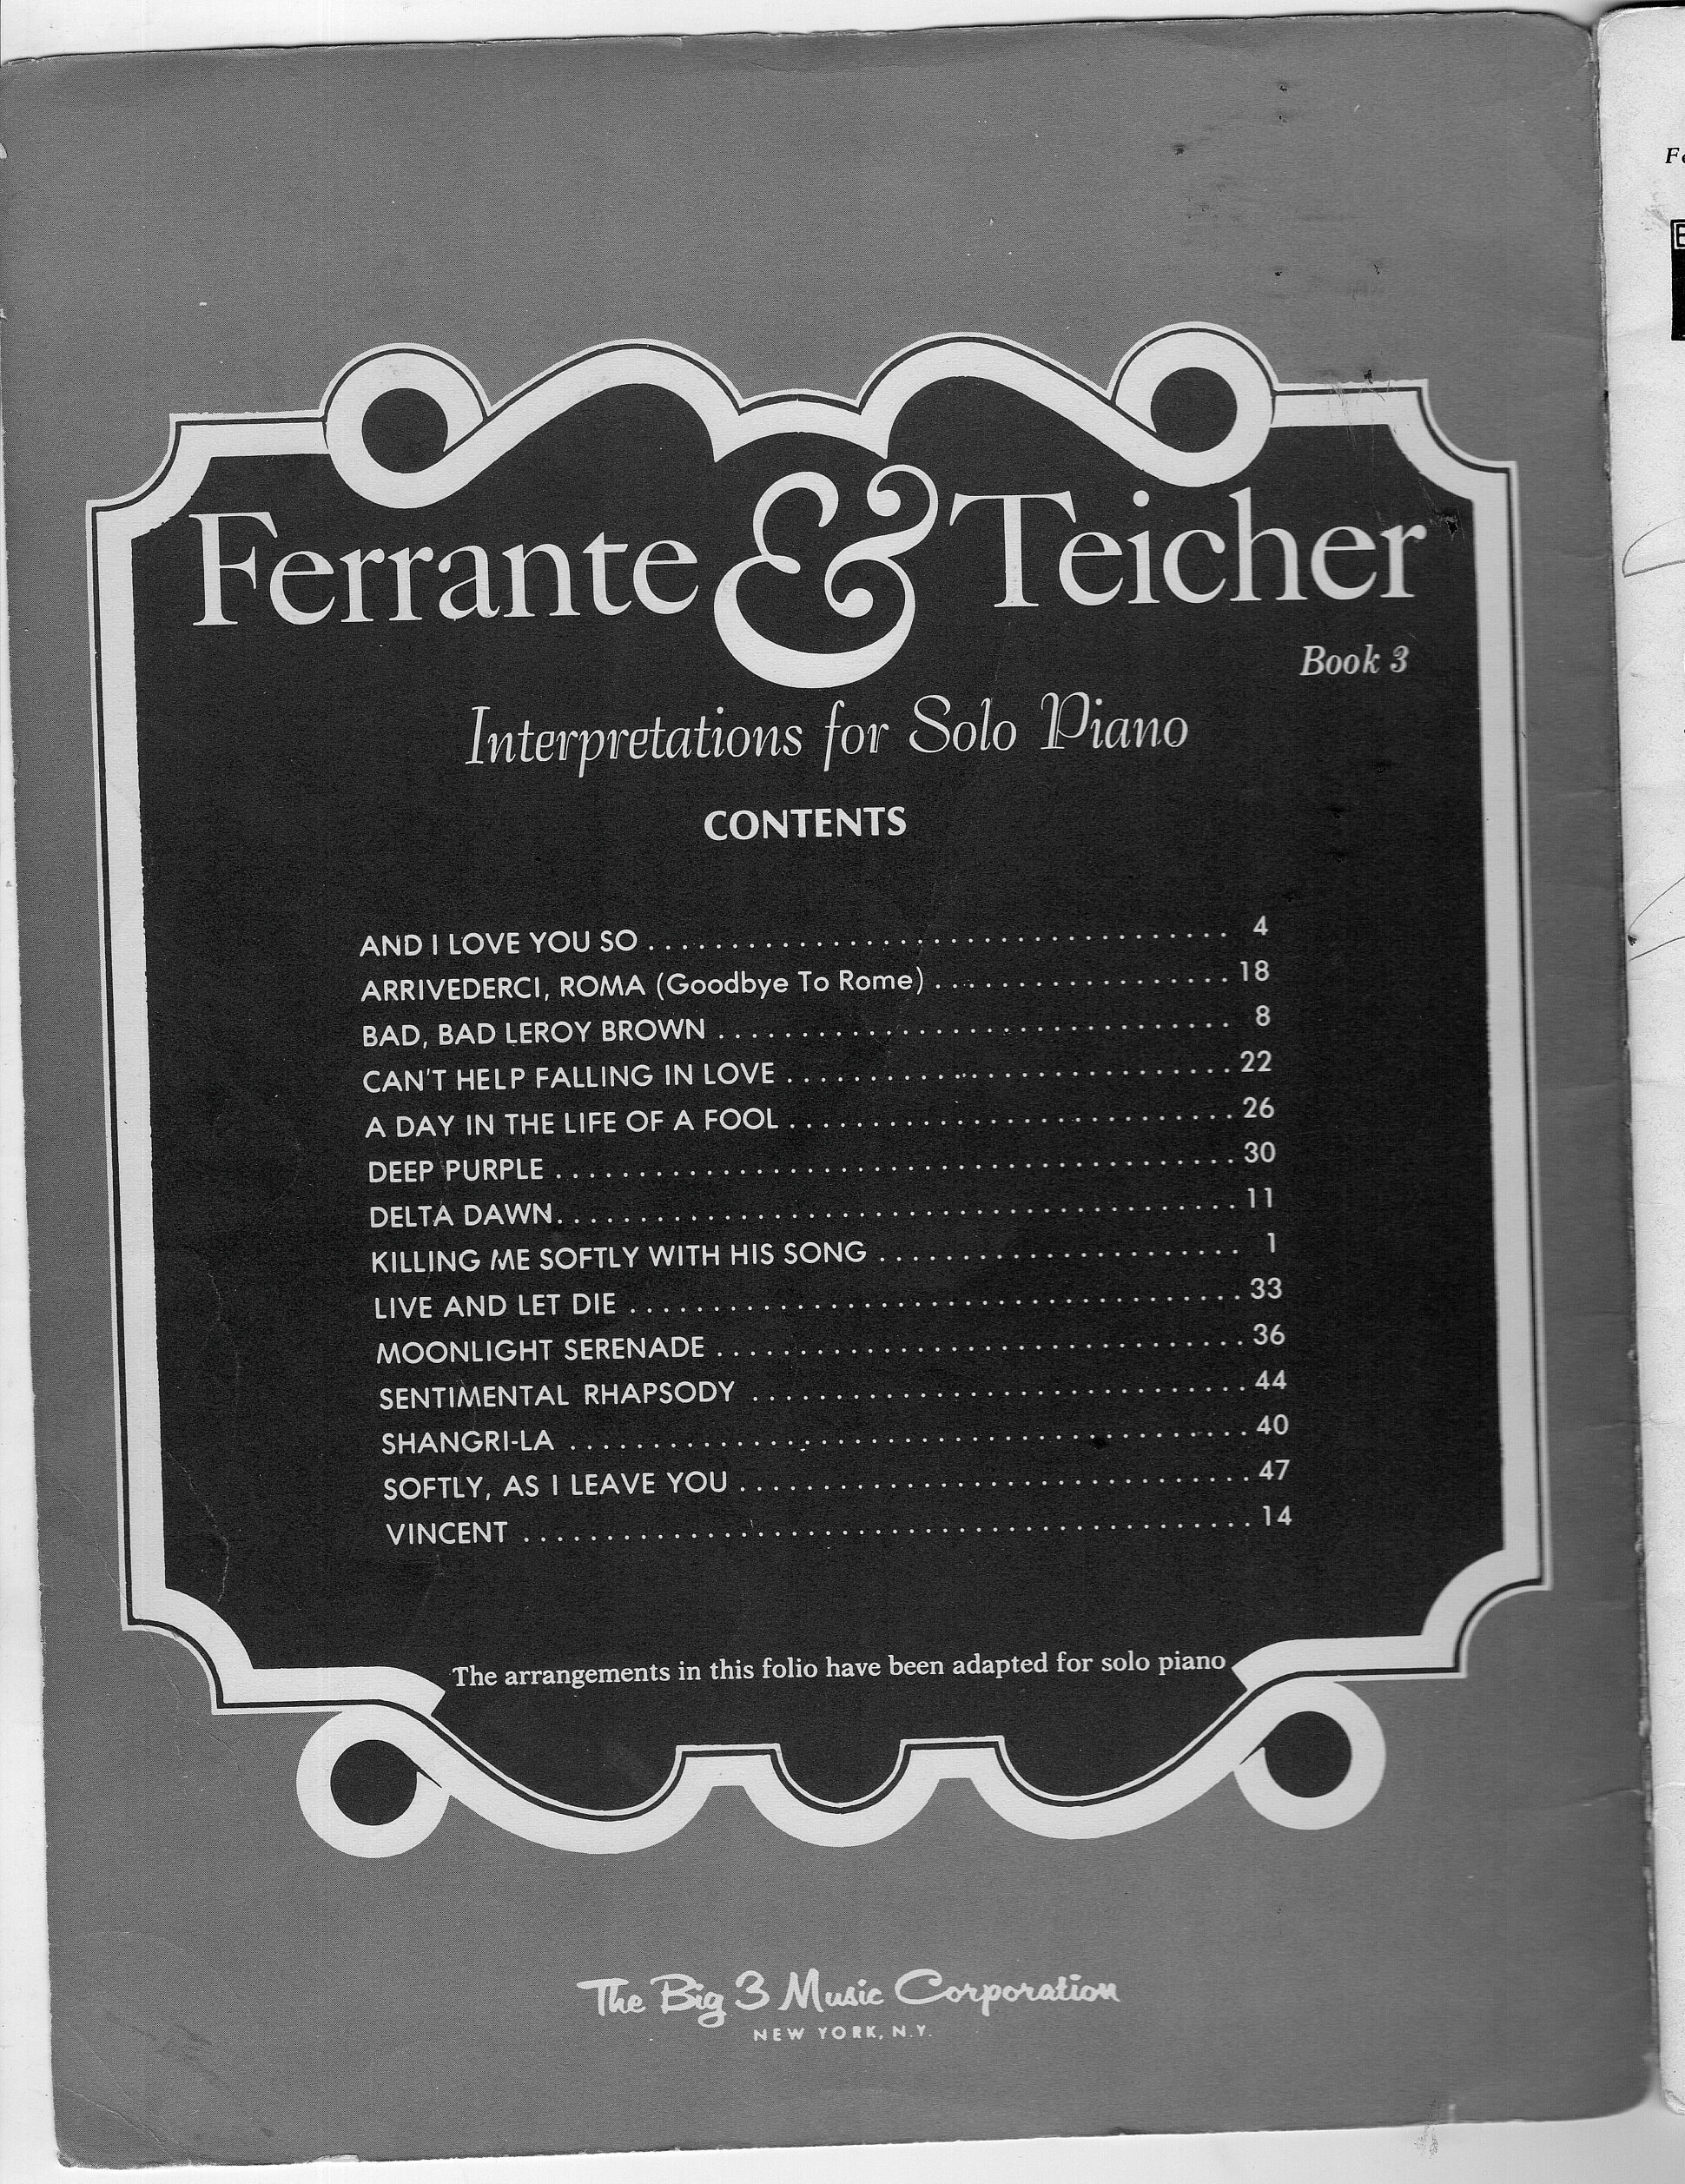 Ferrante & Teicher
Book 3
Interpretations for Solo Piano
CONTENTS
AND I LOVE YOU SO . . . . . . . . . . . . . . . . . . . . . . . . . . . . . . . . . . . . 4
ARRIVEDERCI, ROMA (Goodbye To Rome) . . . . . . . . . . . . . . . . . . 18
BAD, BAD LEROY BROWN . . . . . . . . . . . . . . . . . . . . . . . . . . . . . . . 8
CAN'T HELP FALLING IN LOVE . . . . . . . . . . . . . . . . . . . . . . . . . . . 22
A DAY IN THE LIFE OF A FOOL . . . . . . . . . . . . . . . . . . . . . . . . . . . 26
DEEP PURPLE . . . . . . . . . . . . . . . . . . . . . . . . . . . . . . . . . . . . . . . . . 30
DELTA DAWN. . . . . . . . . . . . . . . . . . . . . . . . . . . . . . . . . . . . . . . . . 11
KILLING ME SOFTLY WITH HIS SONG . . . . . . . . . . . . . . . . . . . . . . 1
LIVE AND LET DIE . . . . . . . . . . . . . . . . . . . . . . . . . . . . . . . . . . . . . 33
MOONLIGHT SERENADE . . . . . . . . . . . . . . . . . . . . . . . . . . . . . . . . 36
SENTIMENTAL RHAPSODY . . . . . . . . . . . . . . . . . . . . . . . . . . . . . . 44
SHANGRI-LA . . . . . . . . . . . . . . . . . . . . . . . . . . . . . . . . . . . . . . . . . 40
SOFTLY, AS I LEAVE YOU . . . . . . . . . . . . . . . . . . . . . . . . . . . . . . . 47
VINCENT . . . . . . . . . . . . . . . . . . . . . . . . . . . . . . . . . . . . . . . . . . . . 14
The arrangements in this folio have been adapted for solo piano
The Big 3 Music Corporation
NEW YORK, N.Y.